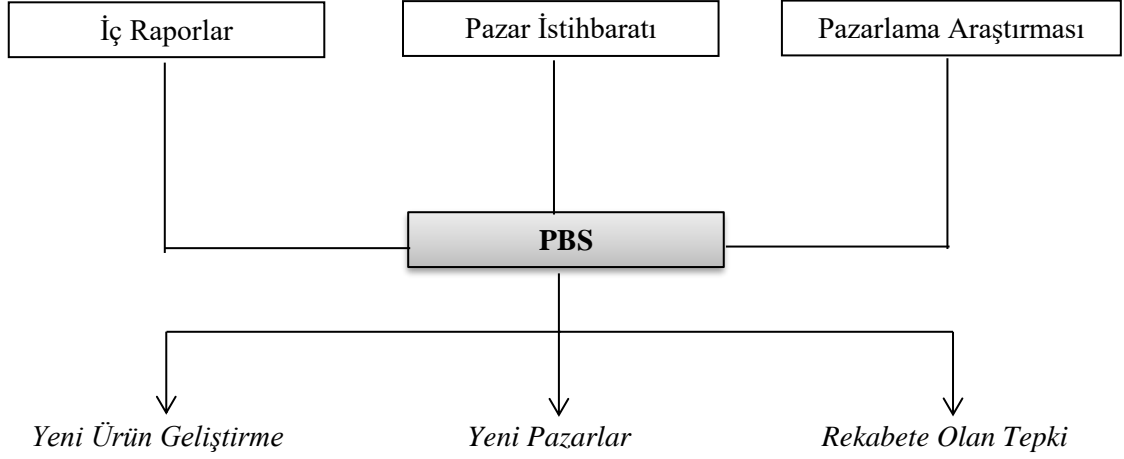 İç Raporlar
Pazar İstihbaratı
Pazarlama Araştırması
PBS
Yeni Ürün Geliştirme
Yeni Pazarlar
Rekabete Olan Tepki